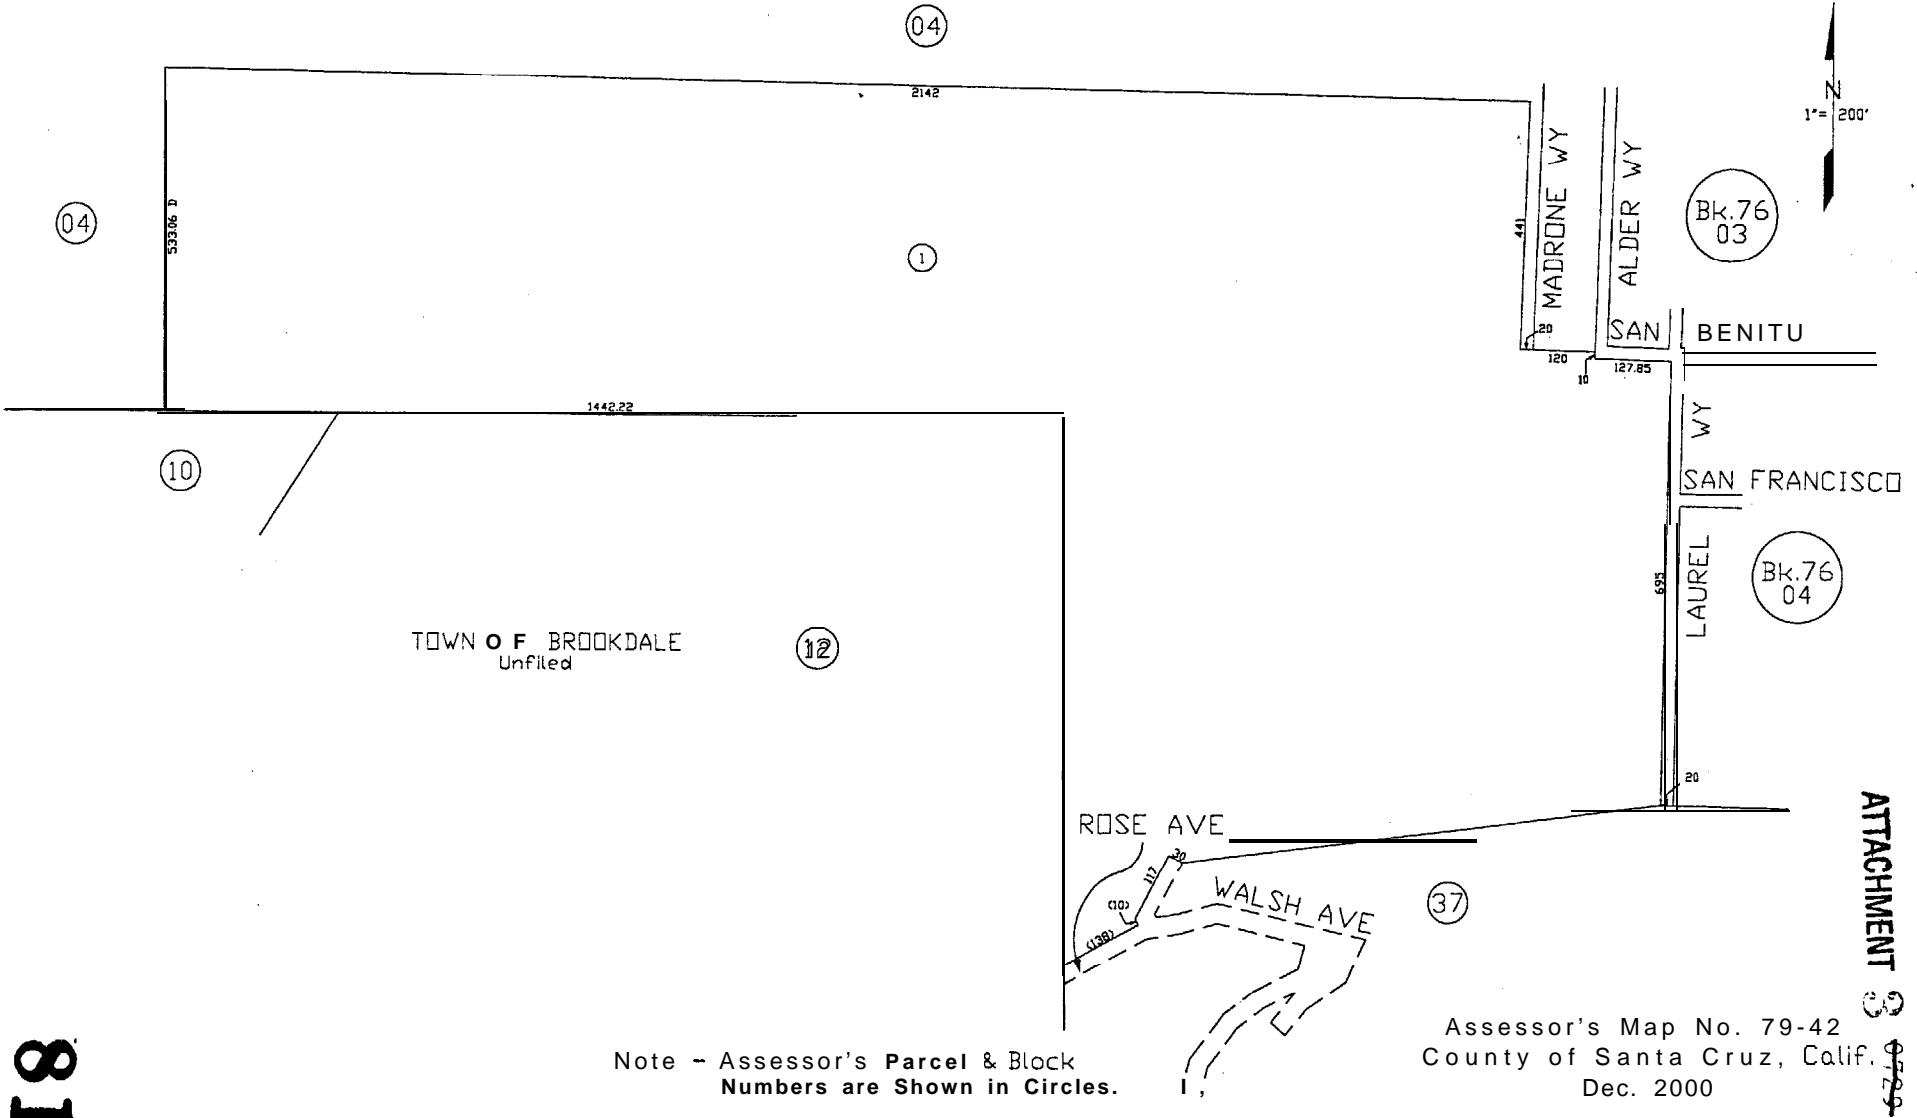 04
2142
N
1"= 200'
04
533.06 D
1
441
MADRONE WY
ALDER WY
Bk.76
03
20
SAN BENITU
120
10
127.85
1442.22
WY
10
SAN FRANCISCO
695
LAUREL
Bk.76
04
TOWN OF BROOKDALE
Unfiled
12
20
ROSE AVE
30
117
(10)
(138)
WALSH AVE
37
ATTACHMENT 3
Assessor's Map No. 79-42
County of Santa Cruz, Calif.
Dec. 2000
Note - Assessor's Parcel & Block
Numbers are Shown in Circles.
18